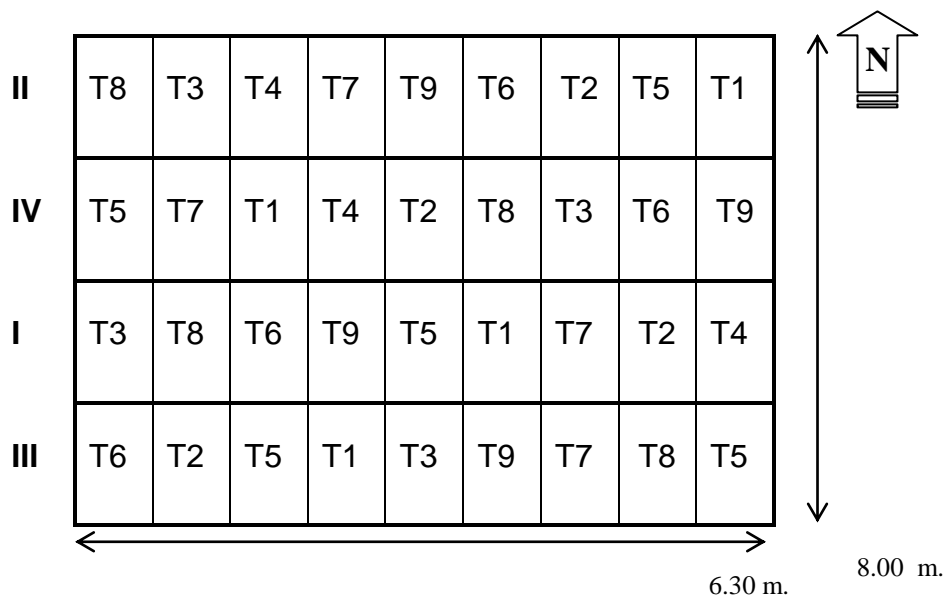 N
II T8 T3 T4 T7 T9 T6 T2 T5 T1
IV T5 T7 T1 T4 T2 T8 T3 T6 T9
I T3 T8 T6 T9 T5 T1 T7 T2 T4
III T6 T2 T5 T1 T3 T9 T7 T8 T5
8.00 m.
6.30 m.